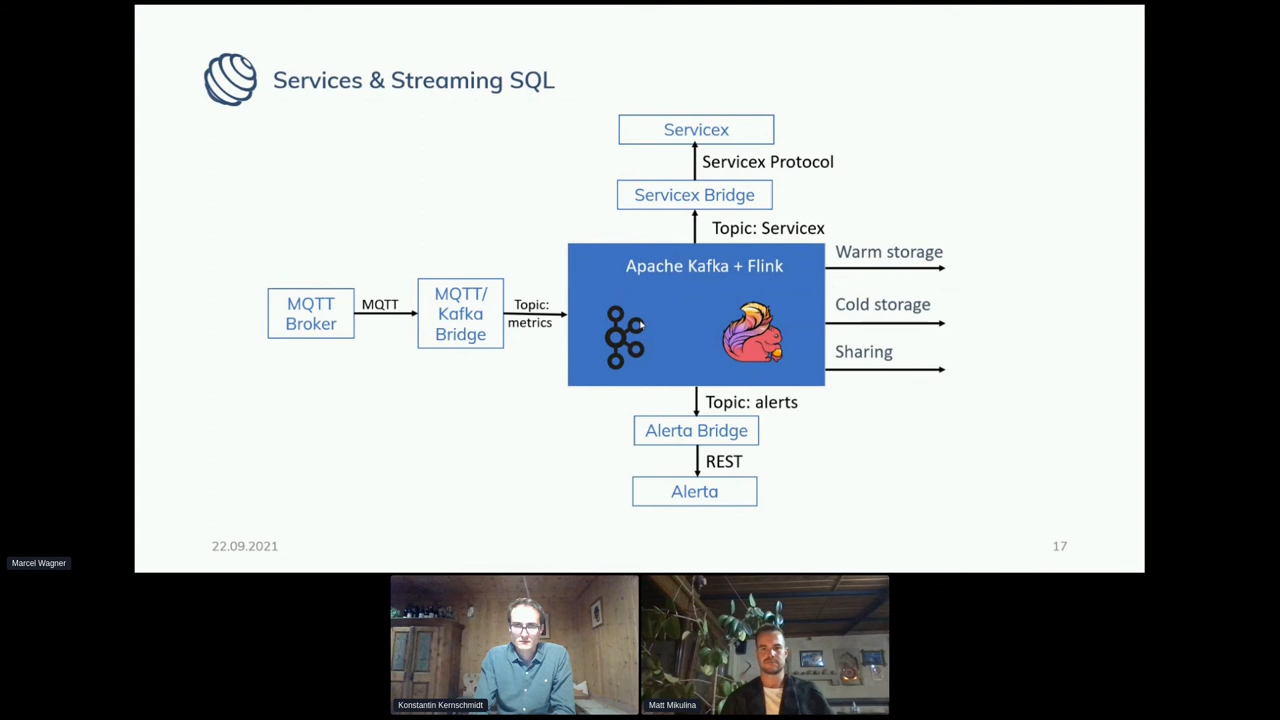 Services & Streaming SQL
Servicex
Servicex Protocol
Servicex Bridge
Topic: Servicex
Apache Kafka + Flink
Warm storage
Cold storage
Sharing
MQTT
Broker
MQTT
MQTT/
Kafka
Bridge
Topic:
metrics
Topic: alerts
Alerta Bridge
REST
Alerta
22.09.2021
17
Marcel Wagner
Konstantin Kernschmidt
Matt Mikulina